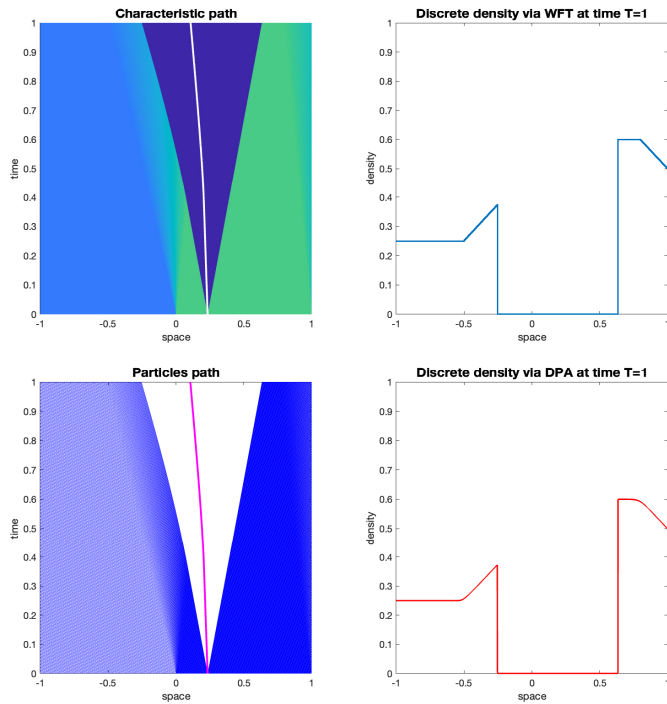 Characteristic path
1
0.9
0.8
0.7
0.6
0.5
0.4
0.3
0.2
0.1
0
time
-1 -0.5 0 0.5 1
space
Discrete density via WFT at time T=1
1
0.9
0.8
0.7
0.6
0.5
0.4
0.3
0.2
0.1
0
density
-1 -0.5 0 0.5 1
space
Particles path
1
0.9
0.8
0.7
0.6
0.5
0.4
0.3
0.2
0.1
0
time
-1 -0.5 0 0.5 1
space
Discrete density via DPA at time T=1
1
0.9
0.8
0.7
0.6
0.5
0.4
0.3
0.2
0.1
0
density
-1 -0.5 0 0.5 1
space